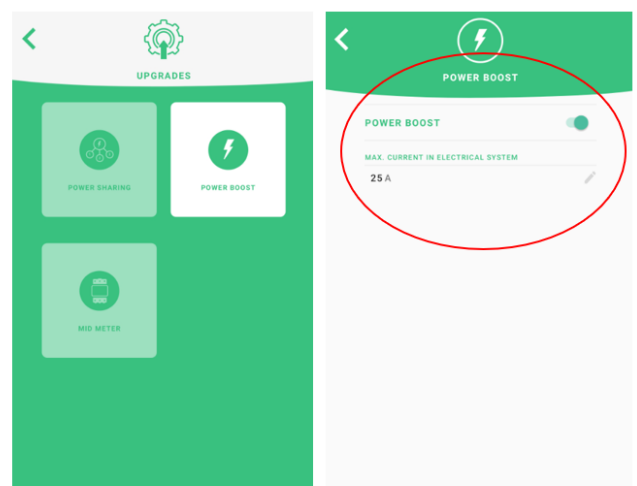 UPGRADES
POWER SHARING
POWER BOOST
MID METER
POWER BOOST
POWER BOOST
MAX. CURRENT IN ELECTRICAL SYSTEM
25 A